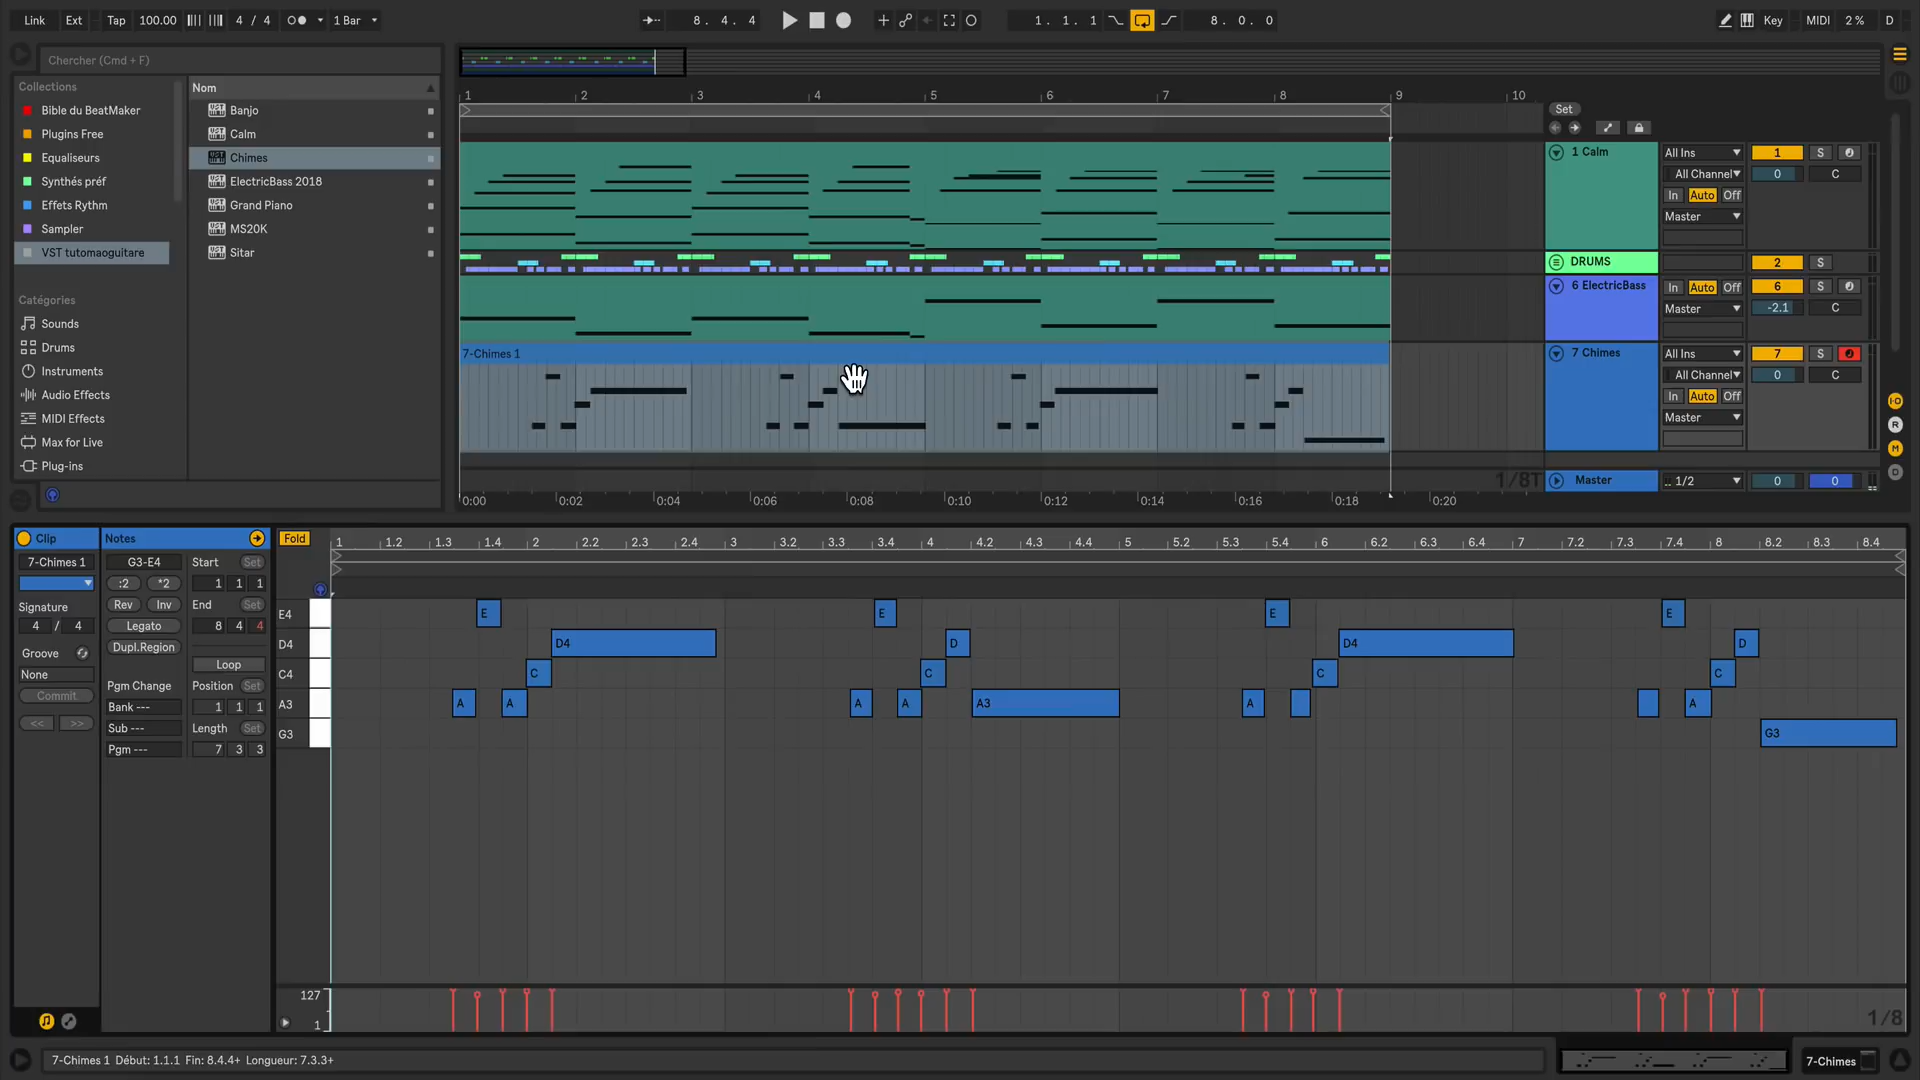 Link Ext Tap 100.00 4 / 4 1 Bar 8. 4. 4 1. 1. 1 8. 0. 0 Key MIDI 2 % D
Chercher (Cmd + F)
Collections
Bible du BeatMaker
Plugins Free
Equaliseurs
Synthés préf
Effets Rythm
Sampler
VST tutomaoguitare
Catégories
Sounds
Drums
Instruments
Audio Effects
MIDI Effects
Max for Live
Plug-ins
Nom
Banjo
Calm
Chimes
ElectricBass 2018
Grand Piano
MS20K
Sitar
1 2 3 4 5 6 7 8 9 10
Set
1 Calm All Ins 1 S
All Channel 0 C
In Auto Off
Master
DRUMS 2 S
6 ElectricBass In Auto Off 6 S
Master -2.1 C
7-Chimes 1
7 Chimes All Ins 7 S
All Channel 0 C
In Auto Off
Master
1/8T
Master 1/2 0 0
0:00 0:02 0:04 0:06 0:08 0:10 0:12 0:14 0:16 0:18 0:20
I·O
R
M
D
Clip
7-Chimes 1
Signature
4 / 4
Groove
None
Commit
<< >>
Notes
G3-E4
:2 *2
Rev Inv
Legato
Dupl.Region
Pgm Change
Bank ---
Sub ---
Pgm ---
Start Set
1 1 1
End Set
8 4 4
Loop
Position Set
1 1 1
Length Set
7 3 3
Fold 1 1.2 1.3 1.4 2 2.2 2.3 2.4 3 3.2 3.3 3.4 4 4.2 4.3 4.4 5 5.2 5.3 5.4 6 6.2 6.3 6.4 7 7.2 7.3 7.4 8 8.2 8.3 8.4
E4 E E E E
D4 D4 D D4 D
C4 C C C C
A3 A A A A A3 A A
G3 G3
127
1
1/8
7-Chimes 1 Début: 1.1.1 Fin: 8.4.4+ Longueur: 7.3.3+
7-Chimes